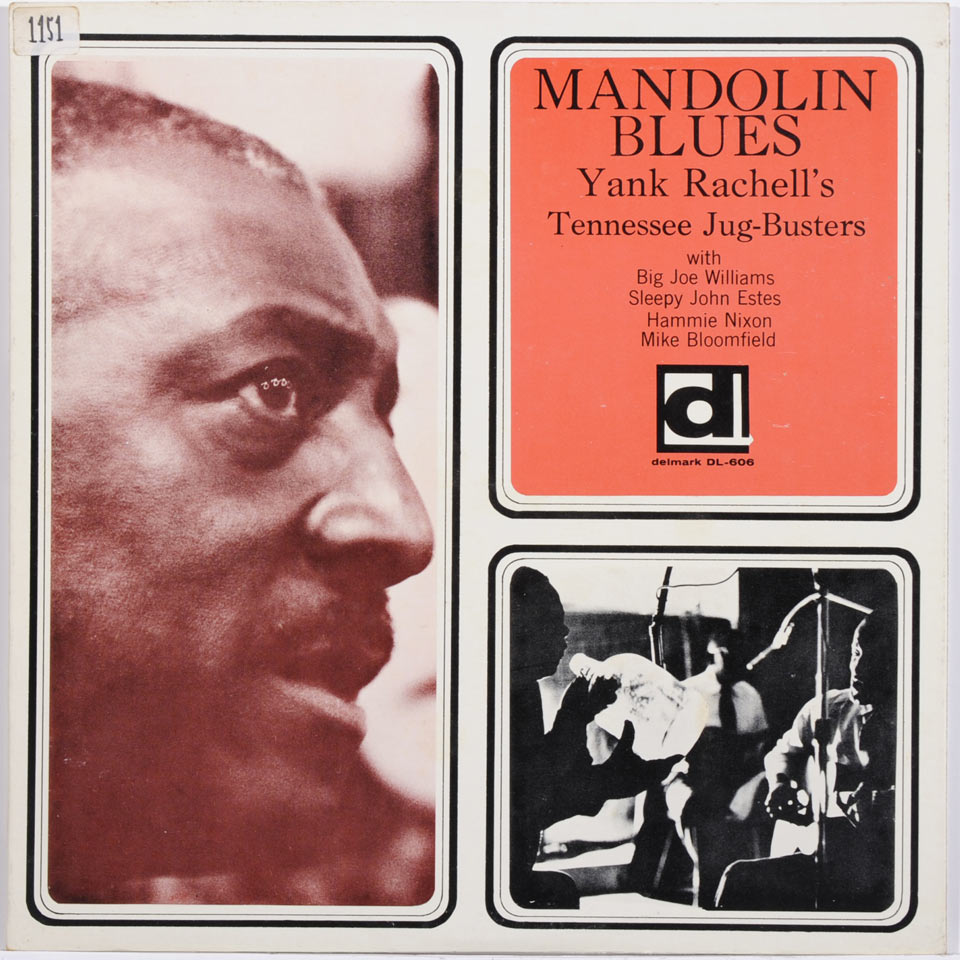 1151
MANDOLIN
BLUES
Yank Rachell's
Tennessee Jug-Busters
with
Big Joe Williams
Sleepy John Estes
Hammie Nixon
Mike Bloomfield
d
delmark DL-606